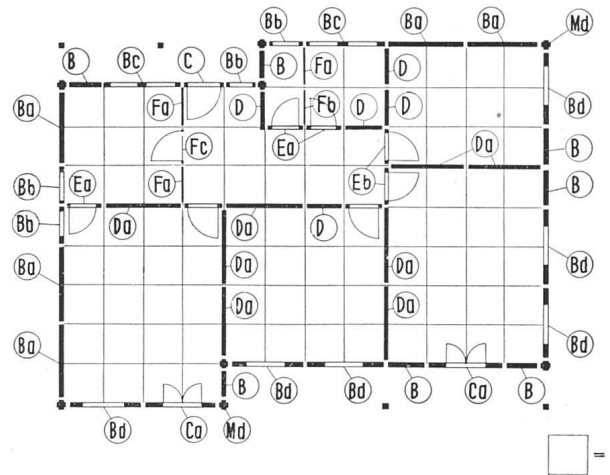 Bb Bc Ba Ba Md
B Bc C Bb B Fa D
Ba Fa D Fb D D Bd
Fc Ea B
Bb Ea Fa Eb Da B
Bb Da Da D
Ba Da Da Bd
Da Da
Ba Bd
B Bd Bd B Ca B
Bd Ca Md
=